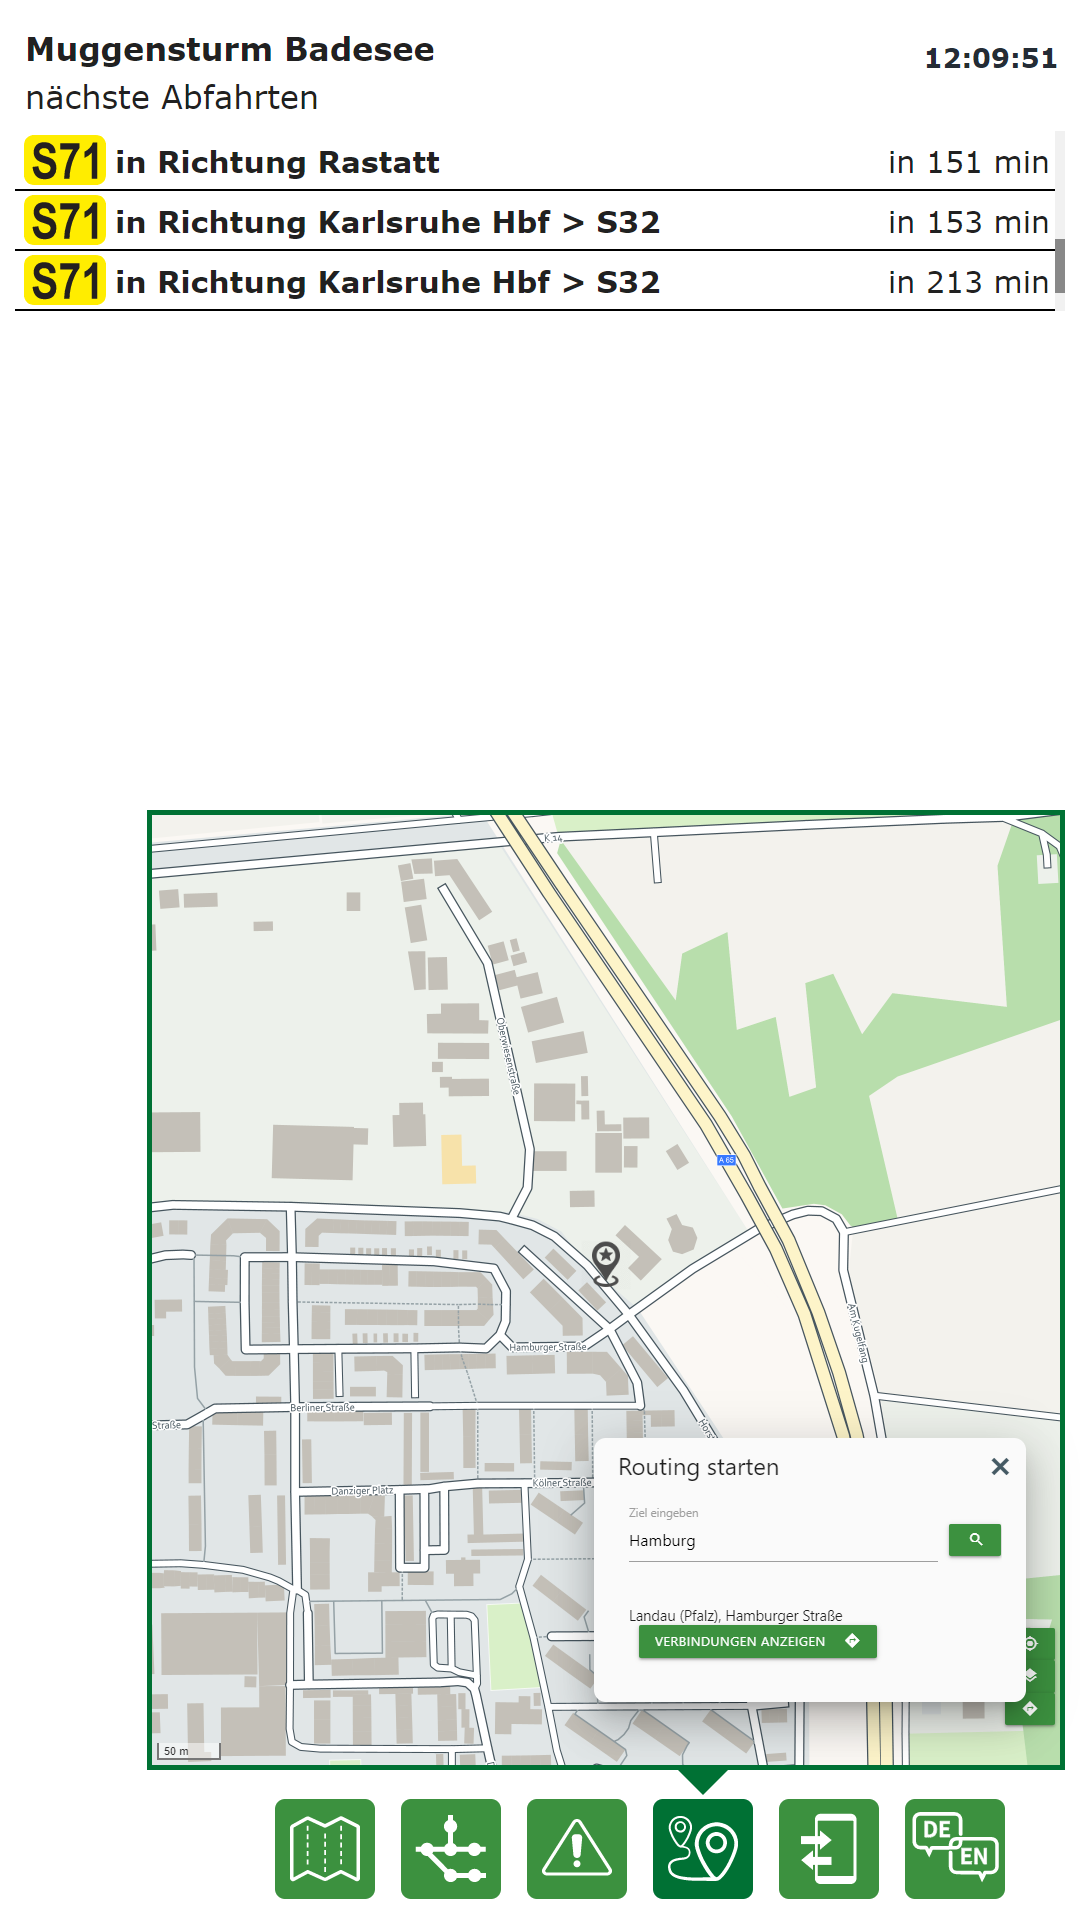 Muggensturm Badesee
12:09:51
nächste Abfahrten
S71 in Richtung Rastatt in 151 min
S71 in Richtung Karlsruhe Hbf > S32 in 153 min
S71 in Richtung Karlsruhe Hbf > S32 in 213 min
K 14
Oberwiesenstraße
A 65
Am Kugelfang
Hamburger Straße
Berliner Straße
Straße
Horst
Danziger Platz
Kölner Straße
Routing starten
Ziel eingeben
Hamburg
Landau (Pfalz), Hamburger Straße
VERBINDUNGEN ANZEIGEN
50 m
DE
EN